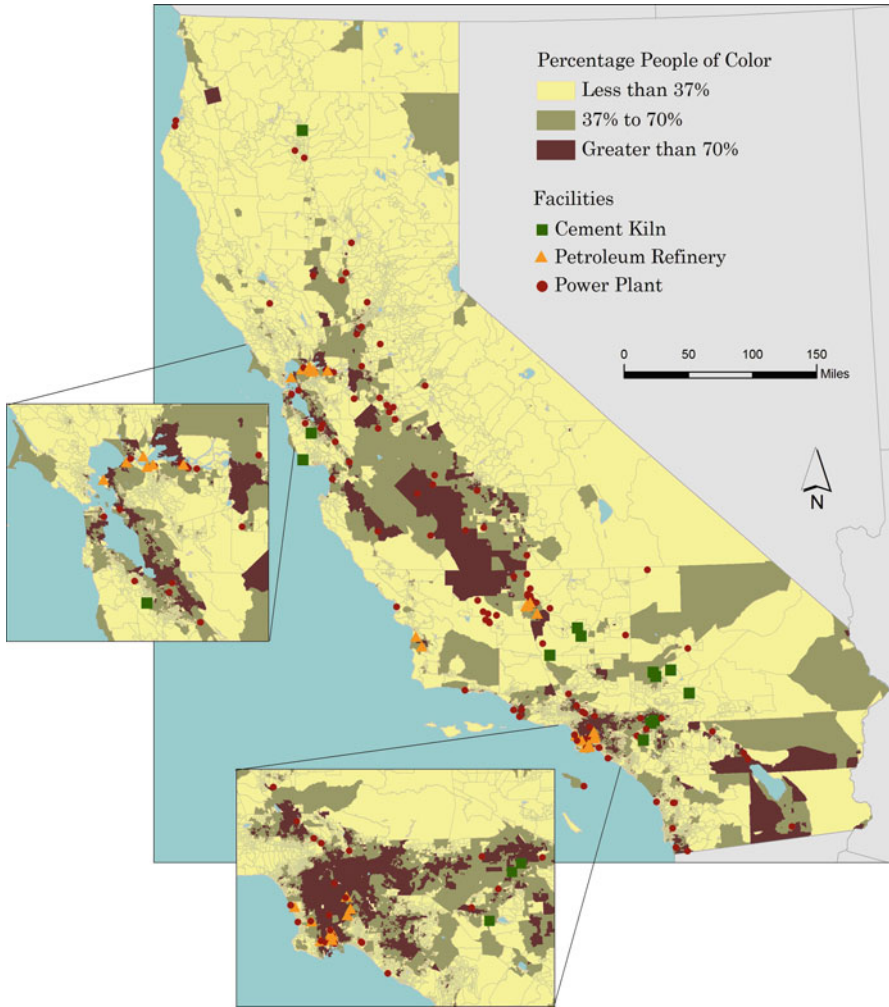 Percentage People of Color
Less than 37%
37% to 70%
Greater than 70%
Facilities
Cement Kiln
Petroleum Refinery
Power Plant
0 50 100 150
Miles
N